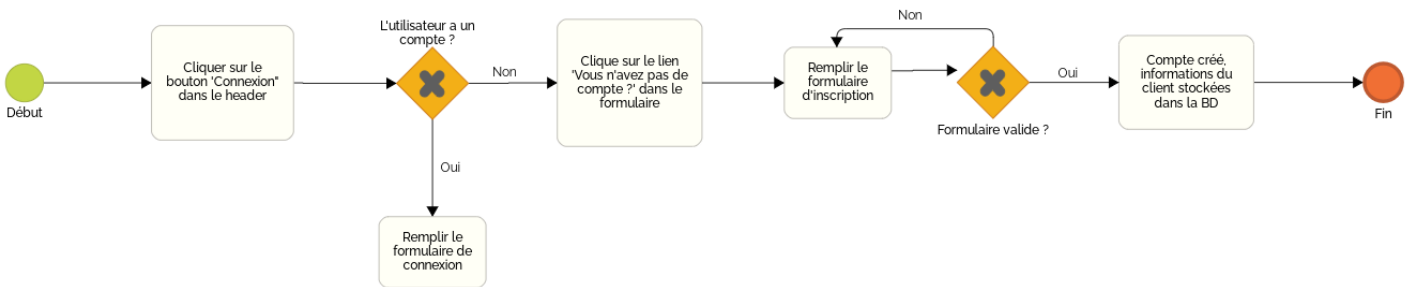 Début
Cliquer sur le
bouton 'Connexion"
dans le header
L'utilisateur a un
compte ?
Non
Oui
Remplir le
formulaire de
connexion
Clique sur le lien
'Vous n'avez pas de
compte ?' dans le
formulaire
Remplir le
formulaire
d'inscription
Non
Formulaire valide ?
Oui
Compte créé,
informations du
client stockées
dans la BD
Fin